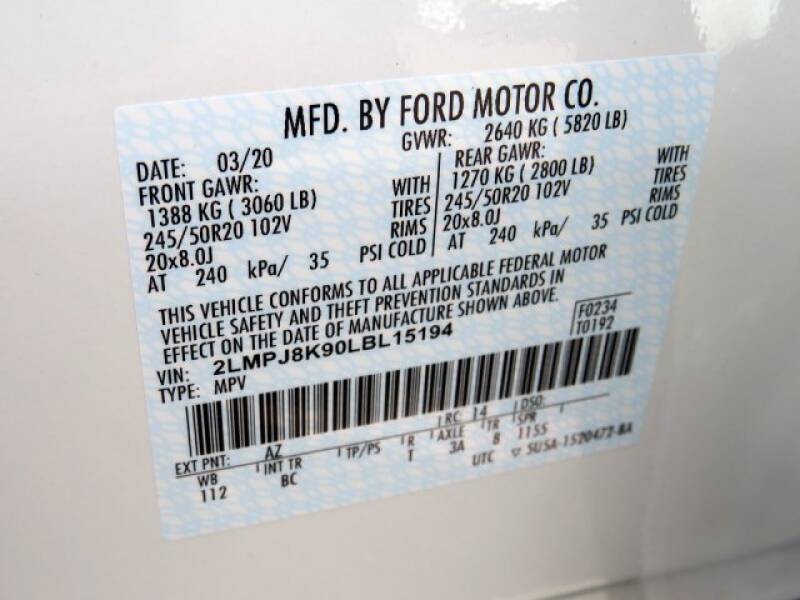 MFD. BY FORD MOTOR CO.
DATE: 03/20 GVWR: 2640 KG ( 5820 LB)
FRONT GAWR: REAR GAWR:
1388 KG ( 3060 LB) WITH 1270 KG ( 2800 LB) WITH
245/50R20 102V TIRES 245/50R20 102V TIRES
20x8.0J RIMS 20x8.0J RIMS
AT 240 kPa/ 35 PSI COLD AT 240 kPa/ 35 PSI COLD
THIS VEHICLE CONFORMS TO ALL APPLICABLE FEDERAL MOTOR
VEHICLE SAFETY AND THEFT PREVENTION STANDARDS IN
EFFECT ON THE DATE OF MANUFACTURE SHOWN ABOVE.
F0234
T0192
VIN: 2LMPJ8K90LBL15194
TYPE: MPV
EXT PNT: AZ RC: 14 DSO:
WB INT TR TP/PS R AXLE TR SPR
112 BC T 3A 8 1155
UTC ▽ 5USA-1520472-BA